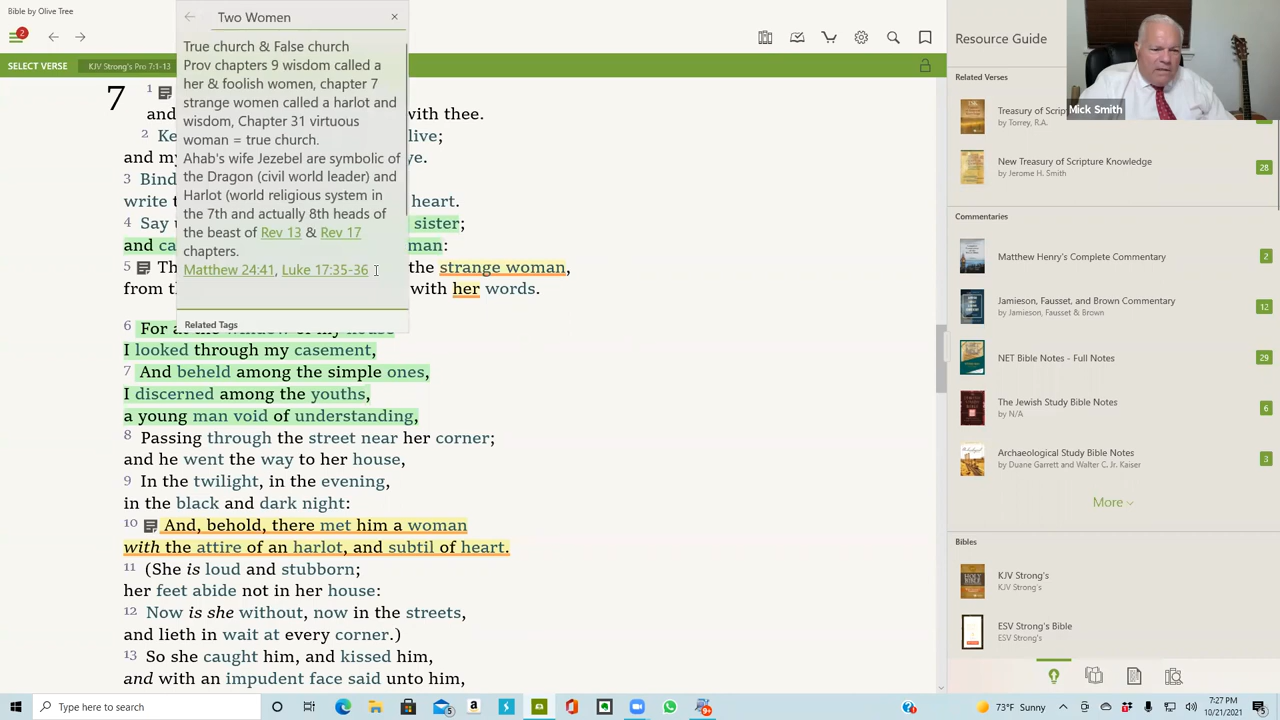 Bible by Olive Tree
2
SELECT VERSE
KJV Strong's Pro 7:1-13
Two Women
True church & False church
Prov chapters 9 wisdom called a
her & foolish women, chapter 7
strange women called a harlot and
wisdom, Chapter 31 virtuous
woman = true church.
Ahab's wife Jezebel are symbolic of
the Dragon (civil world leader) and
Harlot (world religious system in
the 7th and actually 8th heads of
the beast of Rev 13 & Rev 17
chapters.
Matthew 24:41, Luke 17:35-36
Related Tags
7
1
and with thee.
2 Ke live;
and my ye.
3 Bind
write t heart.
4 Say sister;
and ca man:
5 Th the strange woman,
from t with her words.
6 For at the window of my house
I looked through my casement,
7 And beheld among the simple ones,
I discerned among the youths,
a young man void of understanding,
8 Passing through the street near her corner;
and he went the way to her house,
9 In the twilight, in the evening,
in the black and dark night:
10 And, behold, there met him a woman
with the attire of an harlot, and subtil of heart.
11 (She is loud and stubborn;
her feet abide not in her house:
12 Now is she without, now in the streets,
and lieth in wait at every corner.)
13 So she caught him, and kissed him,
and with an impudent face said unto him,
Resource Guide
Mick Smith
Related Verses
Treasury of Scrip
by Torrey, R.A.
New Treasury of Scripture Knowledge
by Jerome H. Smith
28
Commentaries
Matthew Henry's Complete Commentary
2
Jamieson, Fausset, and Brown Commentary
by Jamieson, Fausset & Brown
12
NET Bible Notes - Full Notes
29
The Jewish Study Bible Notes
by N/A
6
Archaeological Study Bible Notes
by Duane Garrett and Walter C. Jr. Kaiser
3
More
Bibles
KJV Strong's
KJV Strong's
ESV Strong's Bible
ESV Strong's
Type here to search
73°F Sunny
7:27 PM
10/21/2021